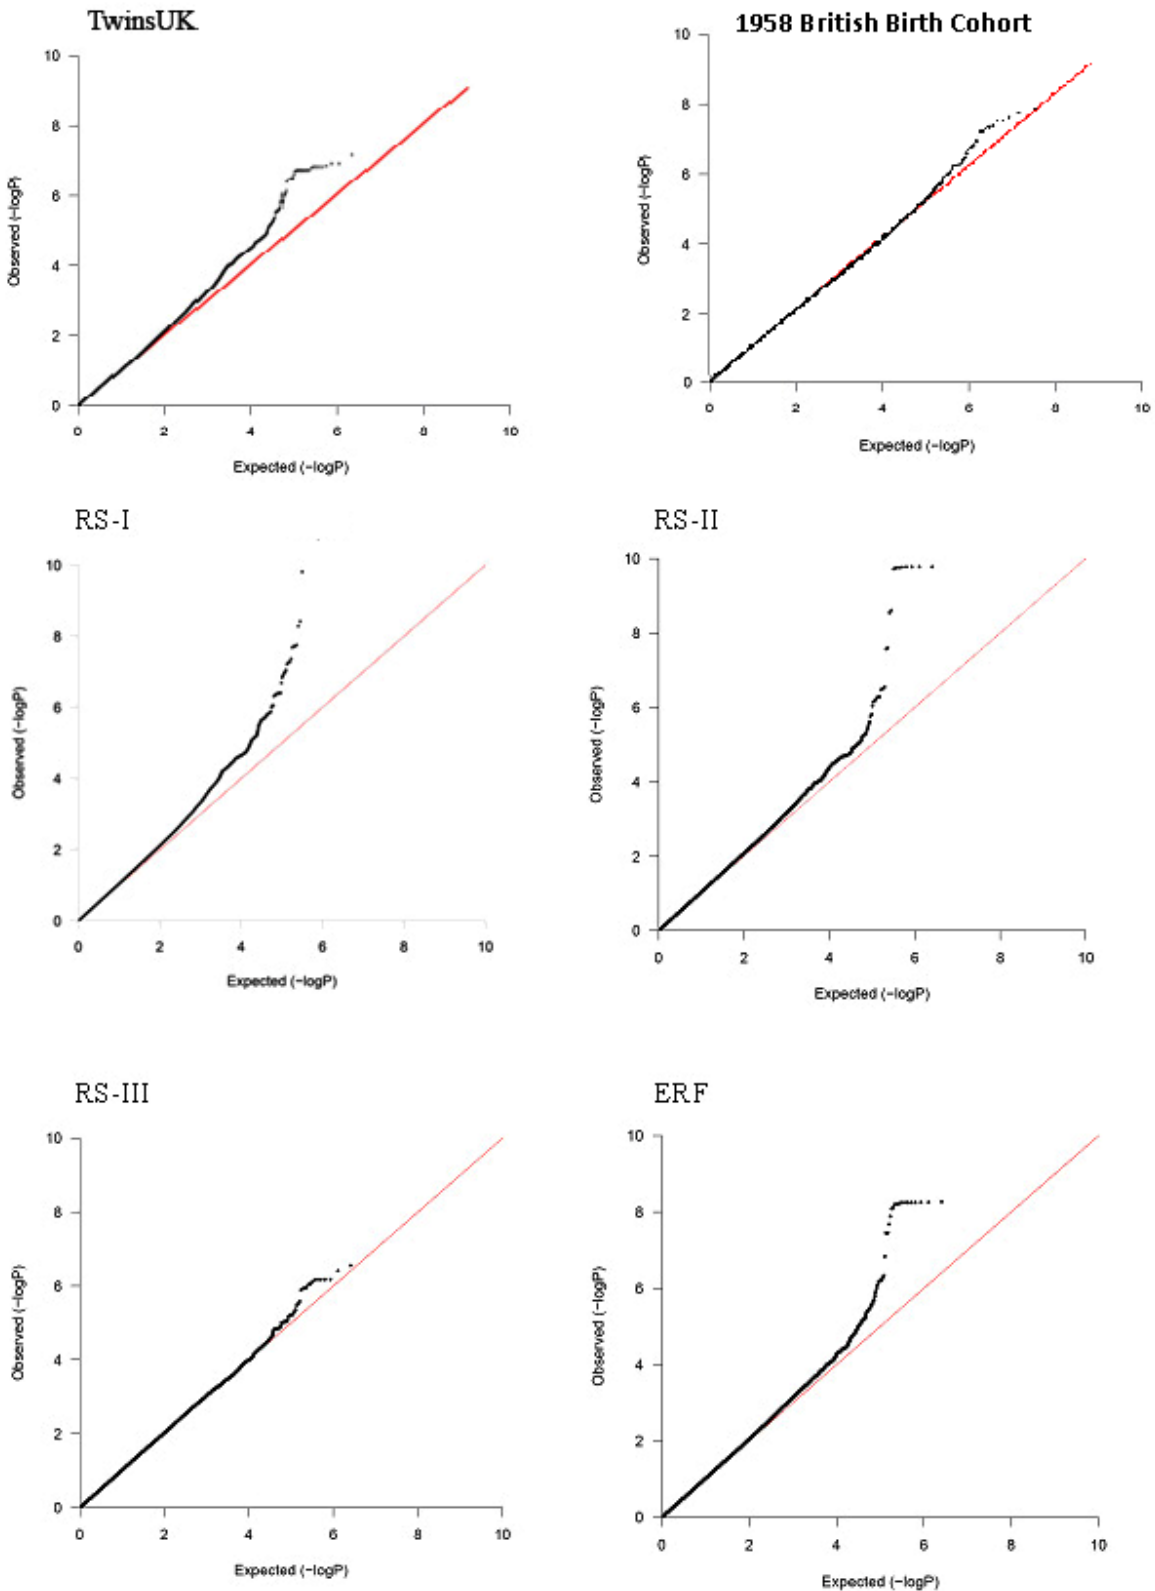 TwinsUK
10
8
6
4
2
0
Observed (−logP)
0 2 4 6 8 10
Expected (−logP)
1958 British Birth Cohort
10
8
6
4
2
0
Observed (−logP)
0 2 4 6 8 10
Expected (−logP)
RS-I
10
8
6
4
2
0
Observed (−logP)
0 2 4 6 8 10
Expected (−logP)
RS-II
10
8
6
4
2
0
Observed (−logP)
0 2 4 6 8 10
Expected (−logP)
RS-III
10
8
6
4
2
0
Observed (−logP)
0 2 4 6 8 10
Expected (−logP)
ERF
10
8
6
4
2
0
Observed (−logP)
0 2 4 6 8 10
Expected (−logP)